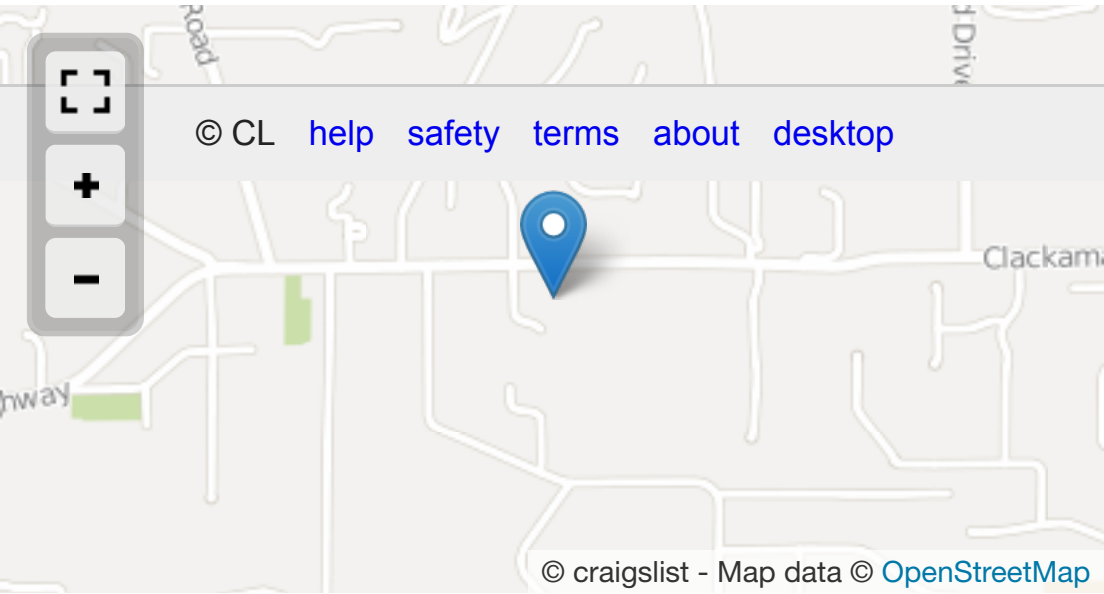 Road
d Drive
© CL help safety terms about desktop
+
−
Clackama
hway
© craigslist - Map data © OpenStreetMap